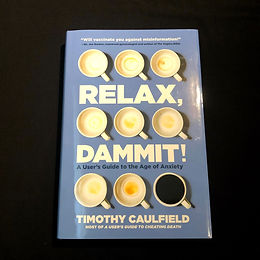 "Will vaccinate you against misinformation!"
RELAX,
DAMMIT!
A User's Guide to the Age of Anxiety
TIMOTHY CAULFIELD
HOST OF A USER'S GUIDE TO CHEATING DEATH